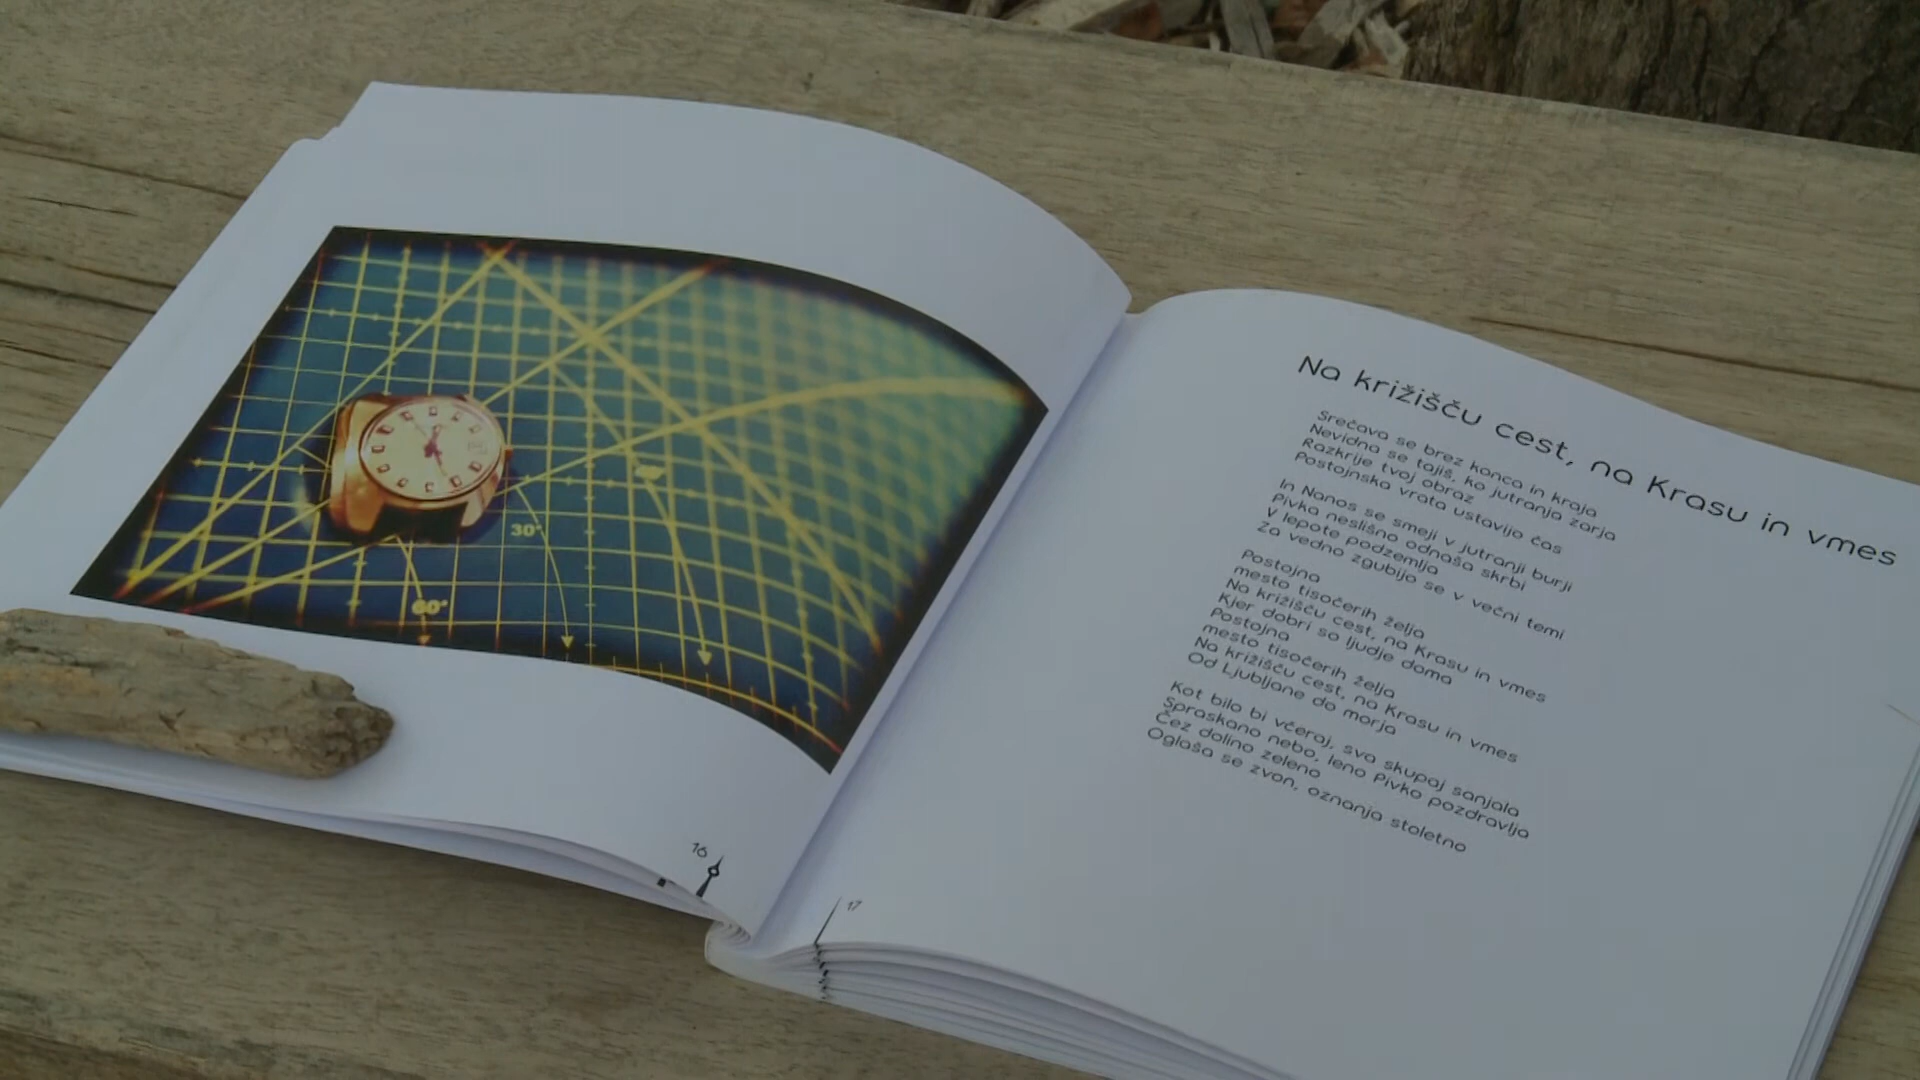 30°
60°
16
Na križišču cest, na Krasu in vmes
Srečava se brez konca in kraja
Nevidna se tajiš, ko jutranja zarja
Razkrije tvoj obraz
Postojnska vrata ustavijo čas
In Nanos se smeji v jutranji burji
Pivka neslišno odnaša skrbi
V lepote podzemlja
Za vedno zgubijo se v večni temi
Postojna
mesto tisočerih želja
Na križišču cest, na Krasu in vmes
Kjer dobri so ljudje doma
Postojna
mesto tisočerih želja
Na križišču cest, na Krasu in vmes
Od Ljubljane do morja
Kot bilo bi včeraj, sva skupaj sanjala
Spraskano nebo, leno Pivko pozdravlja
Čez dolino zeleno
Oglaša se zvon, oznanja stoletno
17